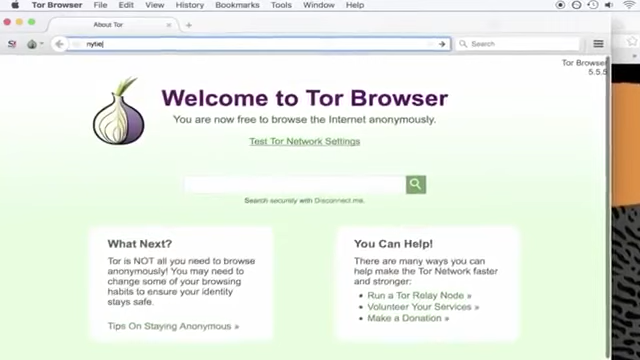 Tor Browser File Edit View History Bookmarks Tools Window Help
About Tor
nytie
Search
Tor Browser
5.5.5
Welcome to Tor Browser
You are now free to browse the Internet anonymously.
Test Tor Network Settings
Search securely with Disconnect.me.
What Next?
Tor is NOT all you need to browse
anonymously! You may need to
change some of your browsing
habits to ensure your identity
stays safe.
Tips On Staying Anonymous »
You Can Help!
There are many ways you can
help make the Tor Network faster
and stronger:
• Run a Tor Relay Node »
• Volunteer Your Services »
• Make a Donation »